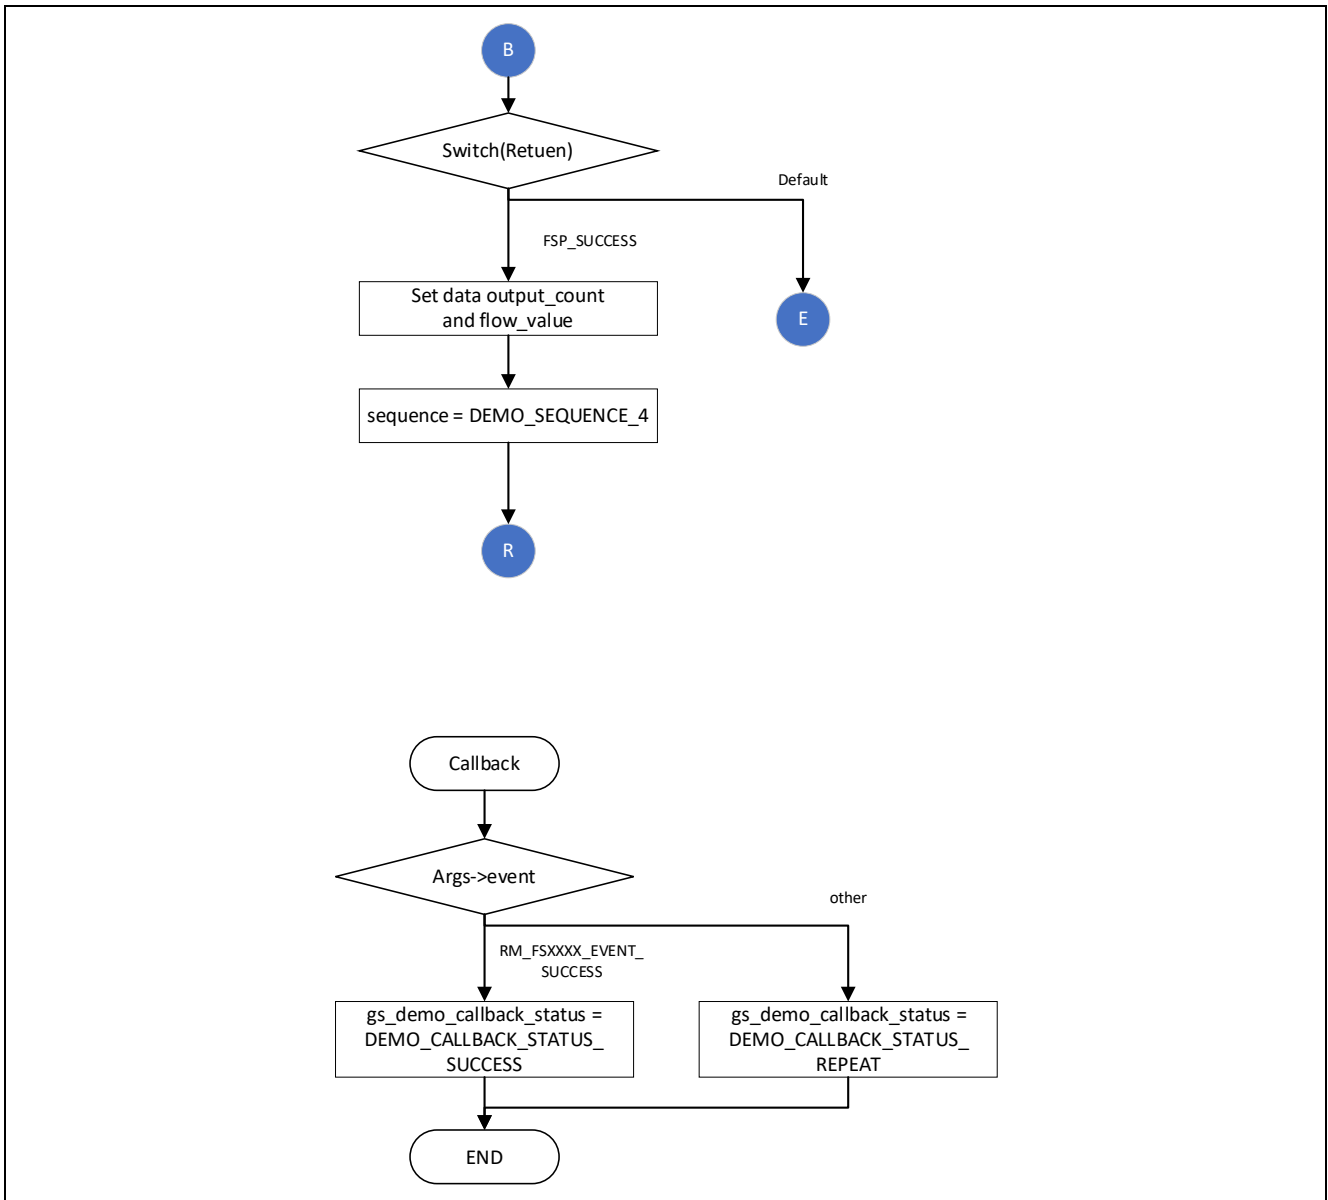 B
Switch(Retuen)
Default
FSP_SUCCESS
Set data output_count
and flow_value
E
sequence = DEMO_SEQUENCE_4
R
Callback
Args->event
other
RM_FSXXXX_EVENT_
SUCCESS
gs_demo_callback_status =
DEMO_CALLBACK_STATUS_
SUCCESS
gs_demo_callback_status =
DEMO_CALLBACK_STATUS_
REPEAT
END